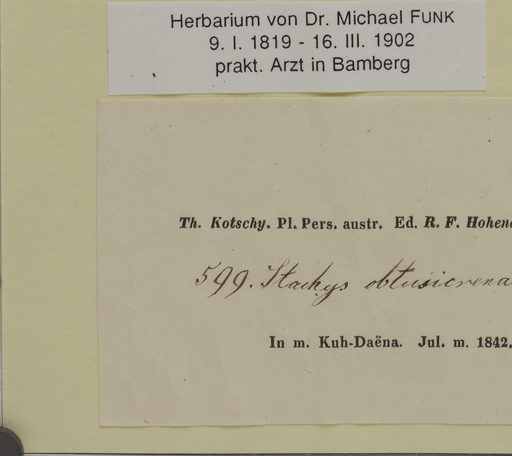 Herbarium von Dr. Michael FUNK
9. I. 1819 - 16. III. 1902
prakt. Arzt in Bamberg
Th. Kotschy. Pl. Pers. austr. Ed. R. F. Hohen
599. Stachys obtusicrena
In m. Kuh-Daëna. Jul. m. 1842.